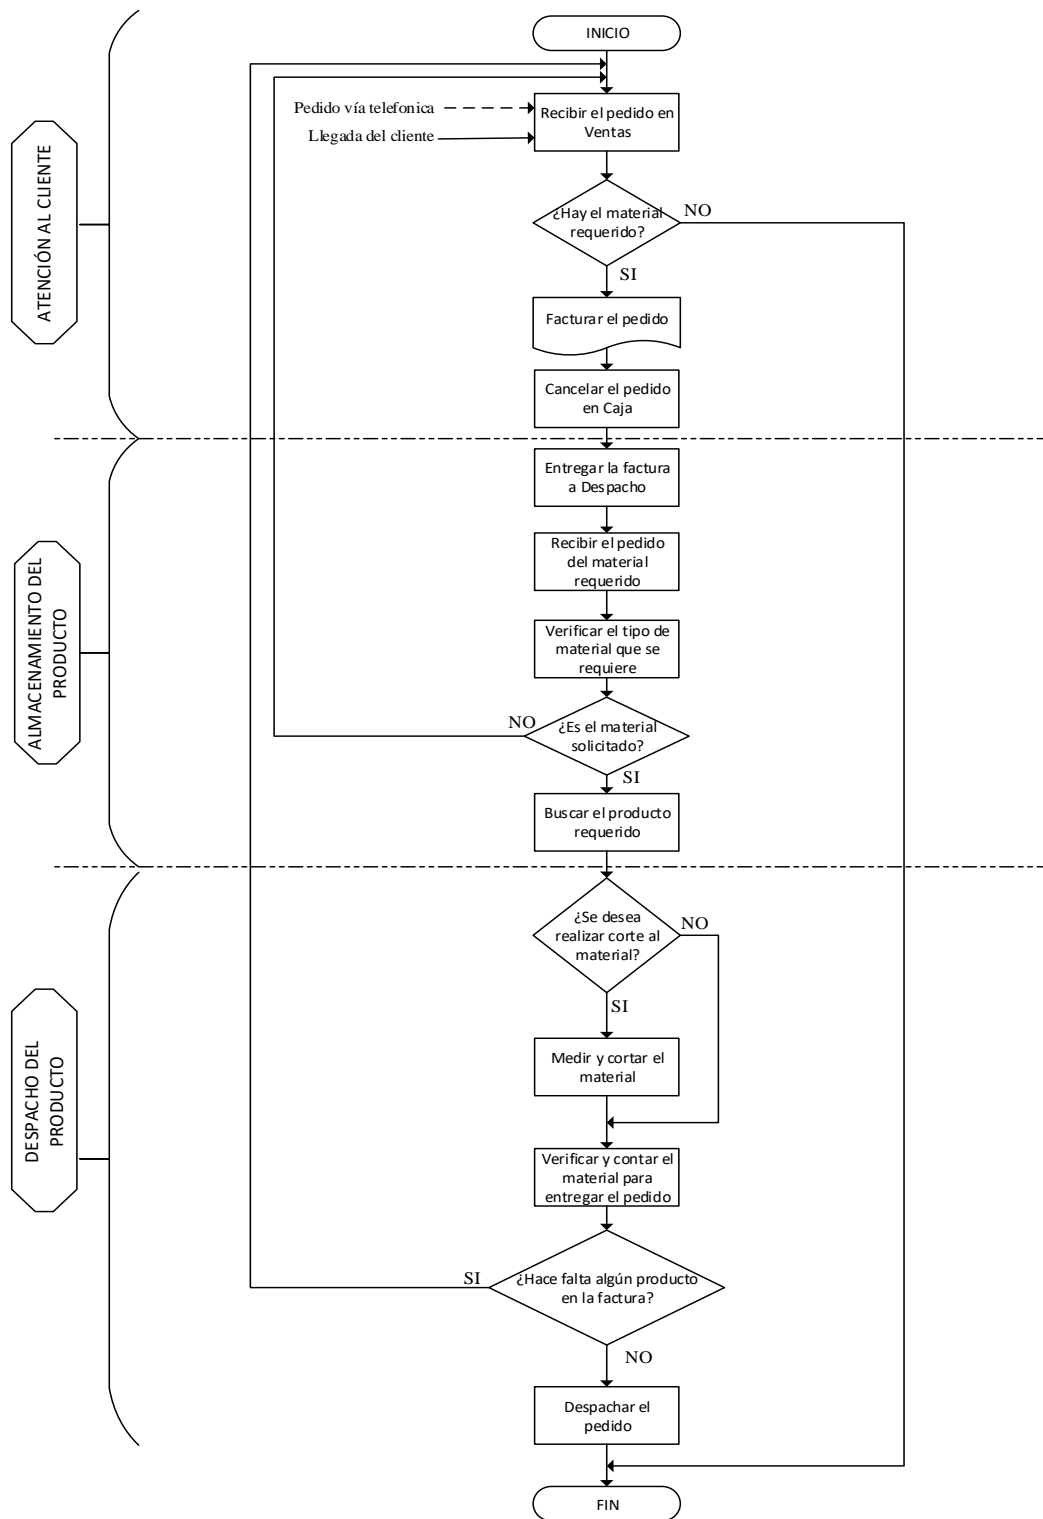 INICIO
Pedido vía telefonica
Llegada del cliente
Recibir el pedido en
Ventas
¿Hay el material
requerido?
NO
SI
Facturar el pedido
Cancelar el pedido
en Caja
ATENCIÓN AL CLIENTE
Entregar la factura
a Despacho
Recibir el pedido
del material
requerido
Verificar el tipo de
material que se
requiere
¿Es el material
solicitado?
NO
SI
Buscar el producto
requerido
ALMACENAMIENTO DEL
PRODUCTO
¿Se desea
realizar corte al
material?
NO
SI
Medir y cortar el
material
Verificar y contar el
material para
entregar el pedido
¿Hace falta algún producto
en la factura?
SI
NO
Despachar el
pedido
DESPACHO DEL
PRODUCTO
FIN